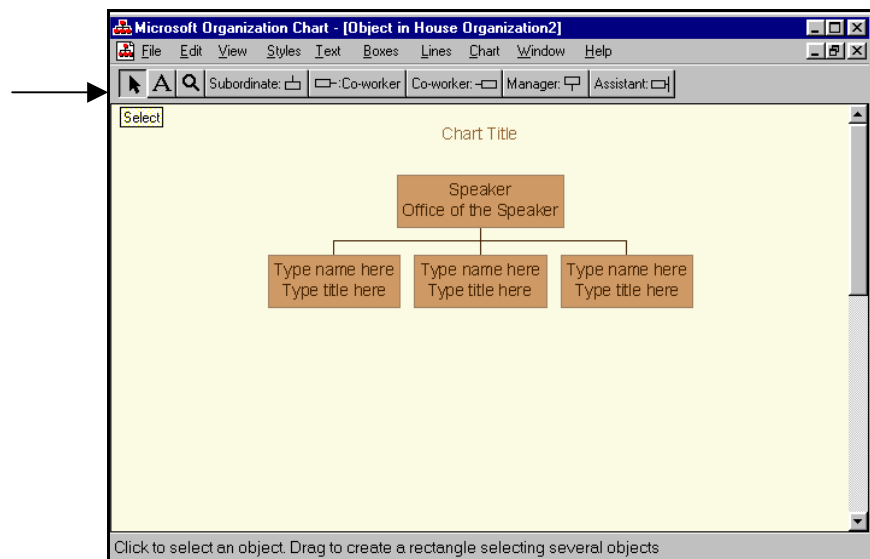 Microsoft Organization Chart - [Object in House Organization2]
File Edit View Styles Text Boxes Lines Chart Window Help
A Subordinate: :Co-worker Co-worker: Manager: Assistant:
Select
Chart Title
Speaker
Office of the Speaker
Type name here Type name here Type name here
Type title here Type title here Type title here
Click to select an object. Drag to create a rectangle selecting several objects